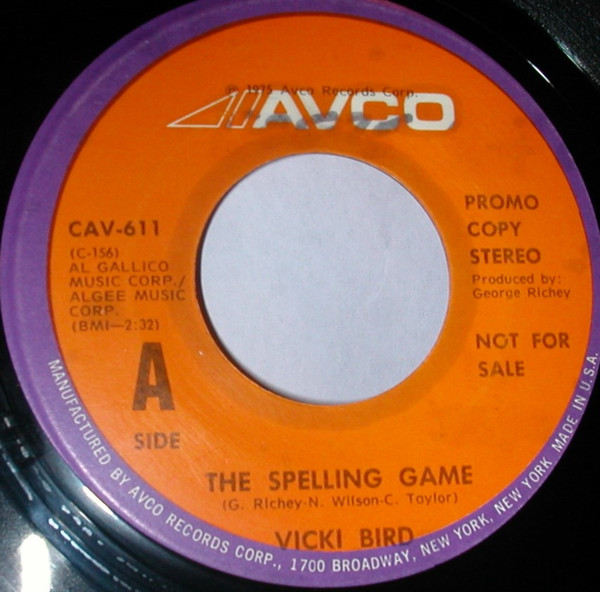 ℗ 1975 Avco Records Corp.
AVCO
CAV-611
(C-156)
AL GALLICO
MUSIC CORP./
ALGEE MUSIC
CORP.
(BMI—2:32)
A
SIDE
PROMO
COPY
STEREO
Produced by:
George Richey
NOT FOR
SALE
THE SPELLING GAME
(G. Richey-N. Wilson-C. Taylor)
VICKI BIRD
MANUFACTURED BY AVCO RECORDS CORP., 1700 BROADWAY, NEW YORK, NEW YORK MADE IN U.S.A.